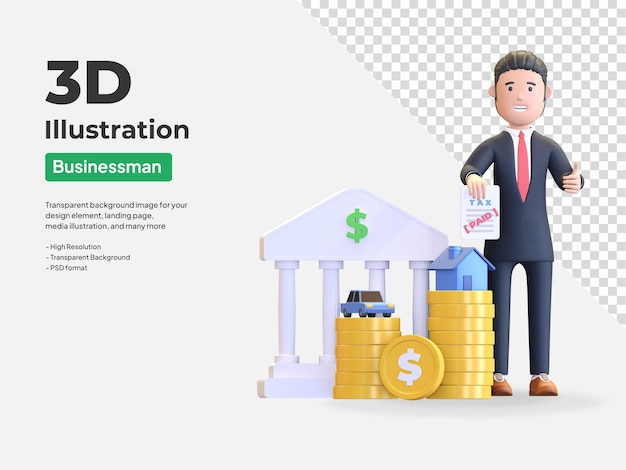 3D
Illustration
Businessman
Transparent background image for your
design element, landing page,
media illustration, and many more
- High Resolution
- Transparent Background
- PSD format
$
TAX
[PAID]
$